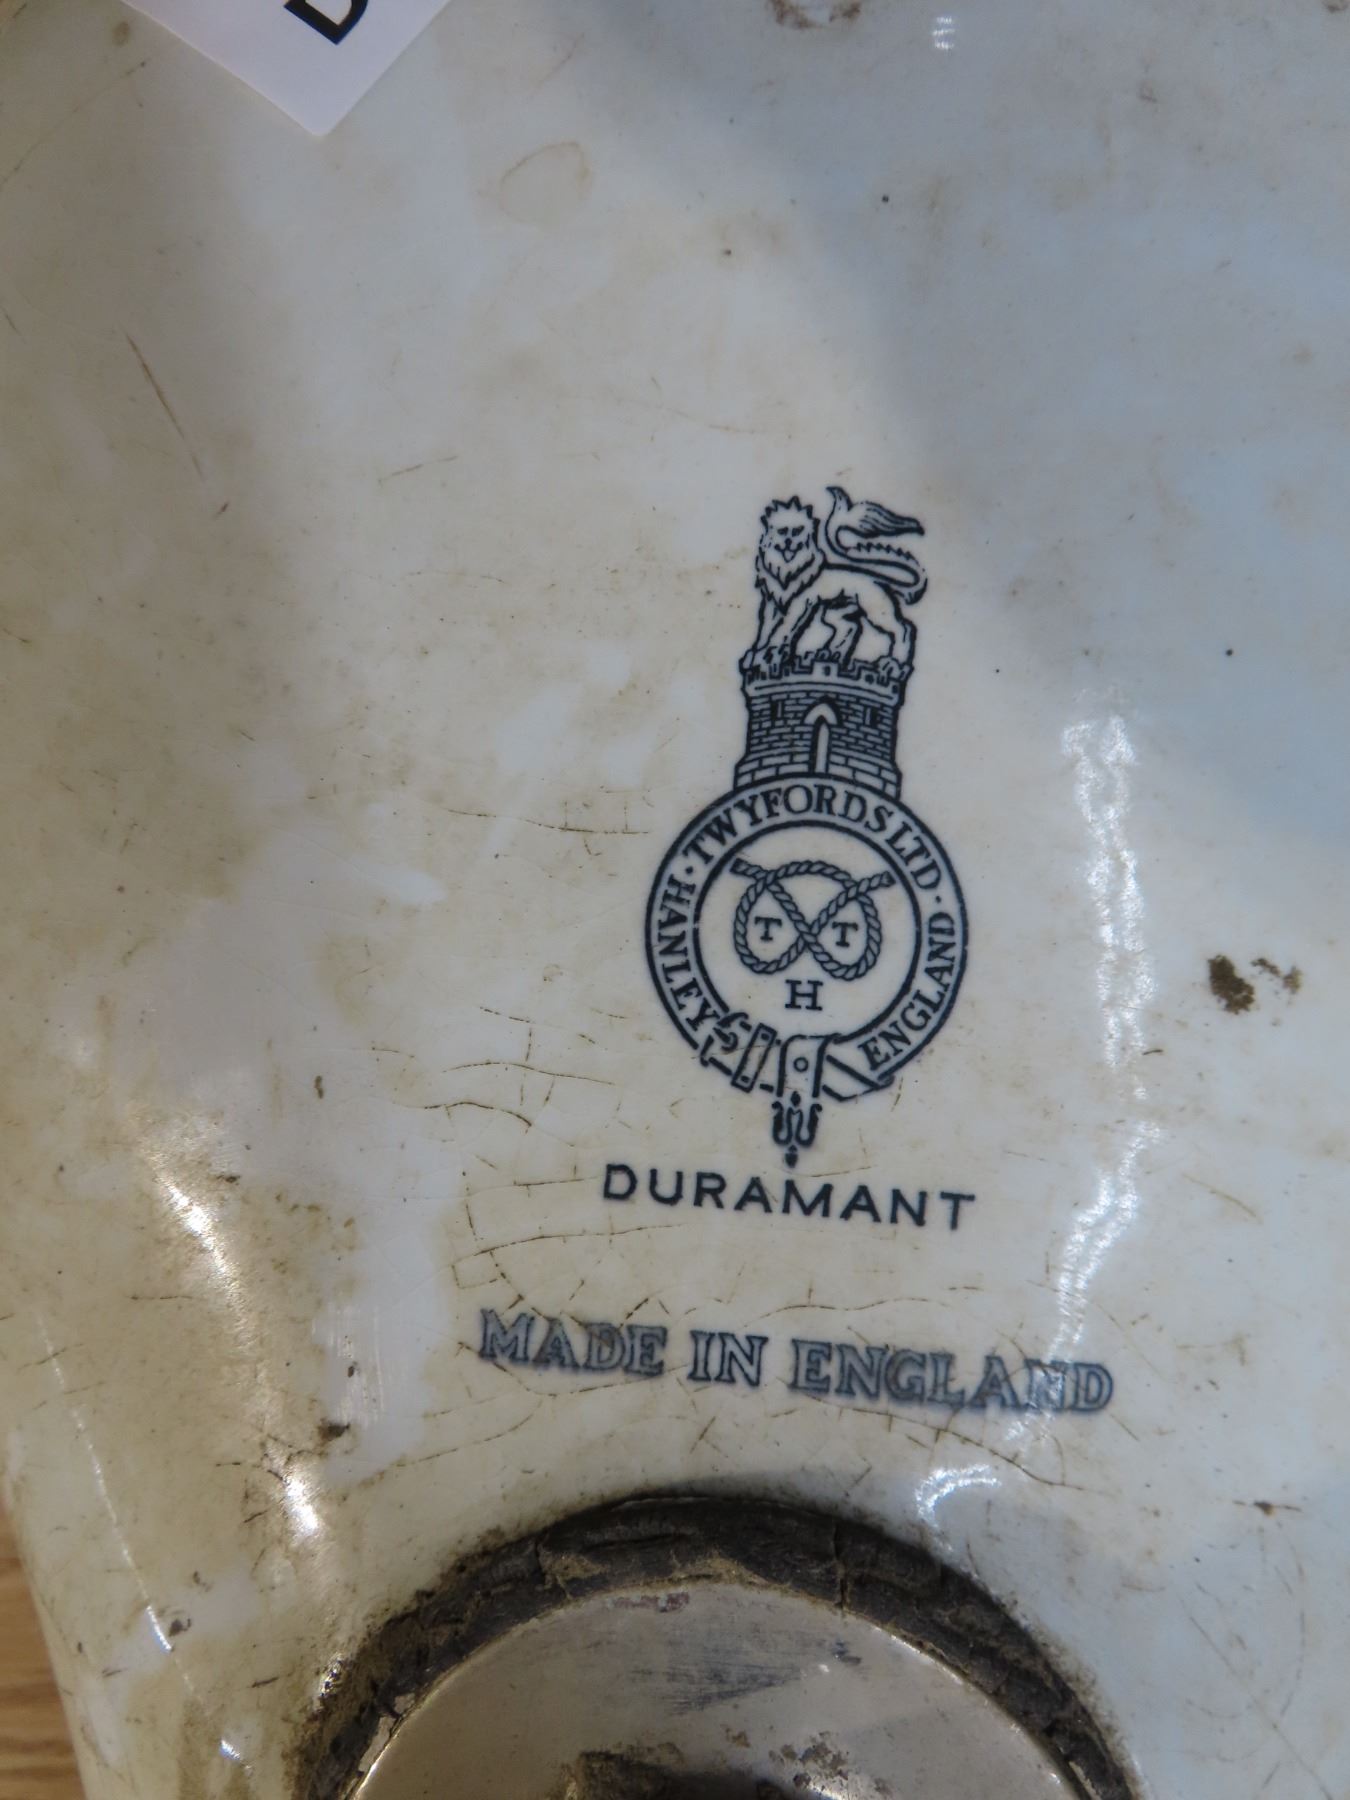 D
HANLEY · TWYFORDS LTD · ENGLAND
T T
H
DURAMANT
MADE IN ENGLAND